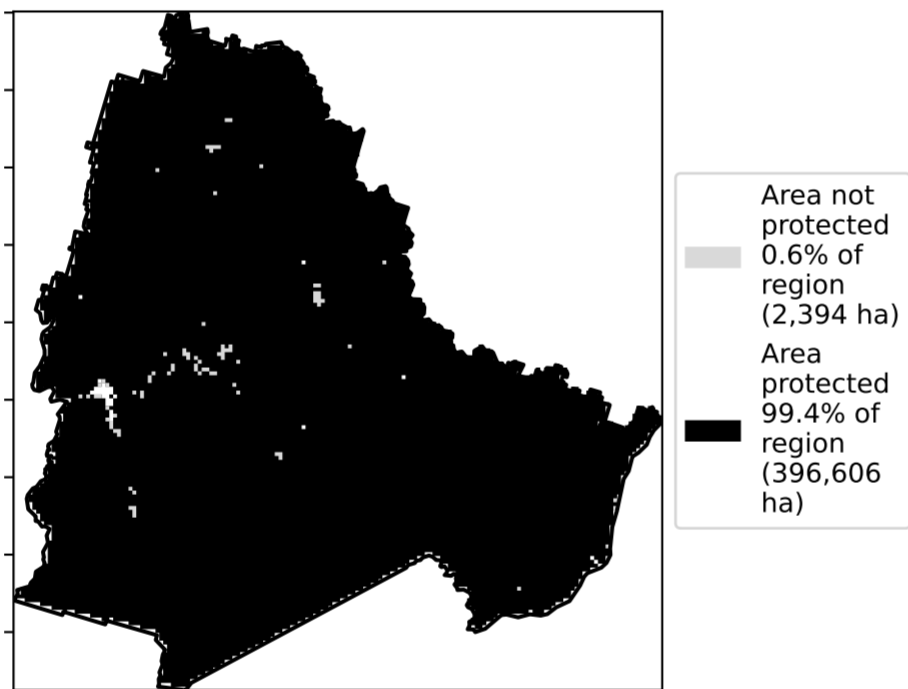 Area not
protected
0.6% of
region
(2,394 ha)
Area
protected
99.4% of
region
(396,606
ha)